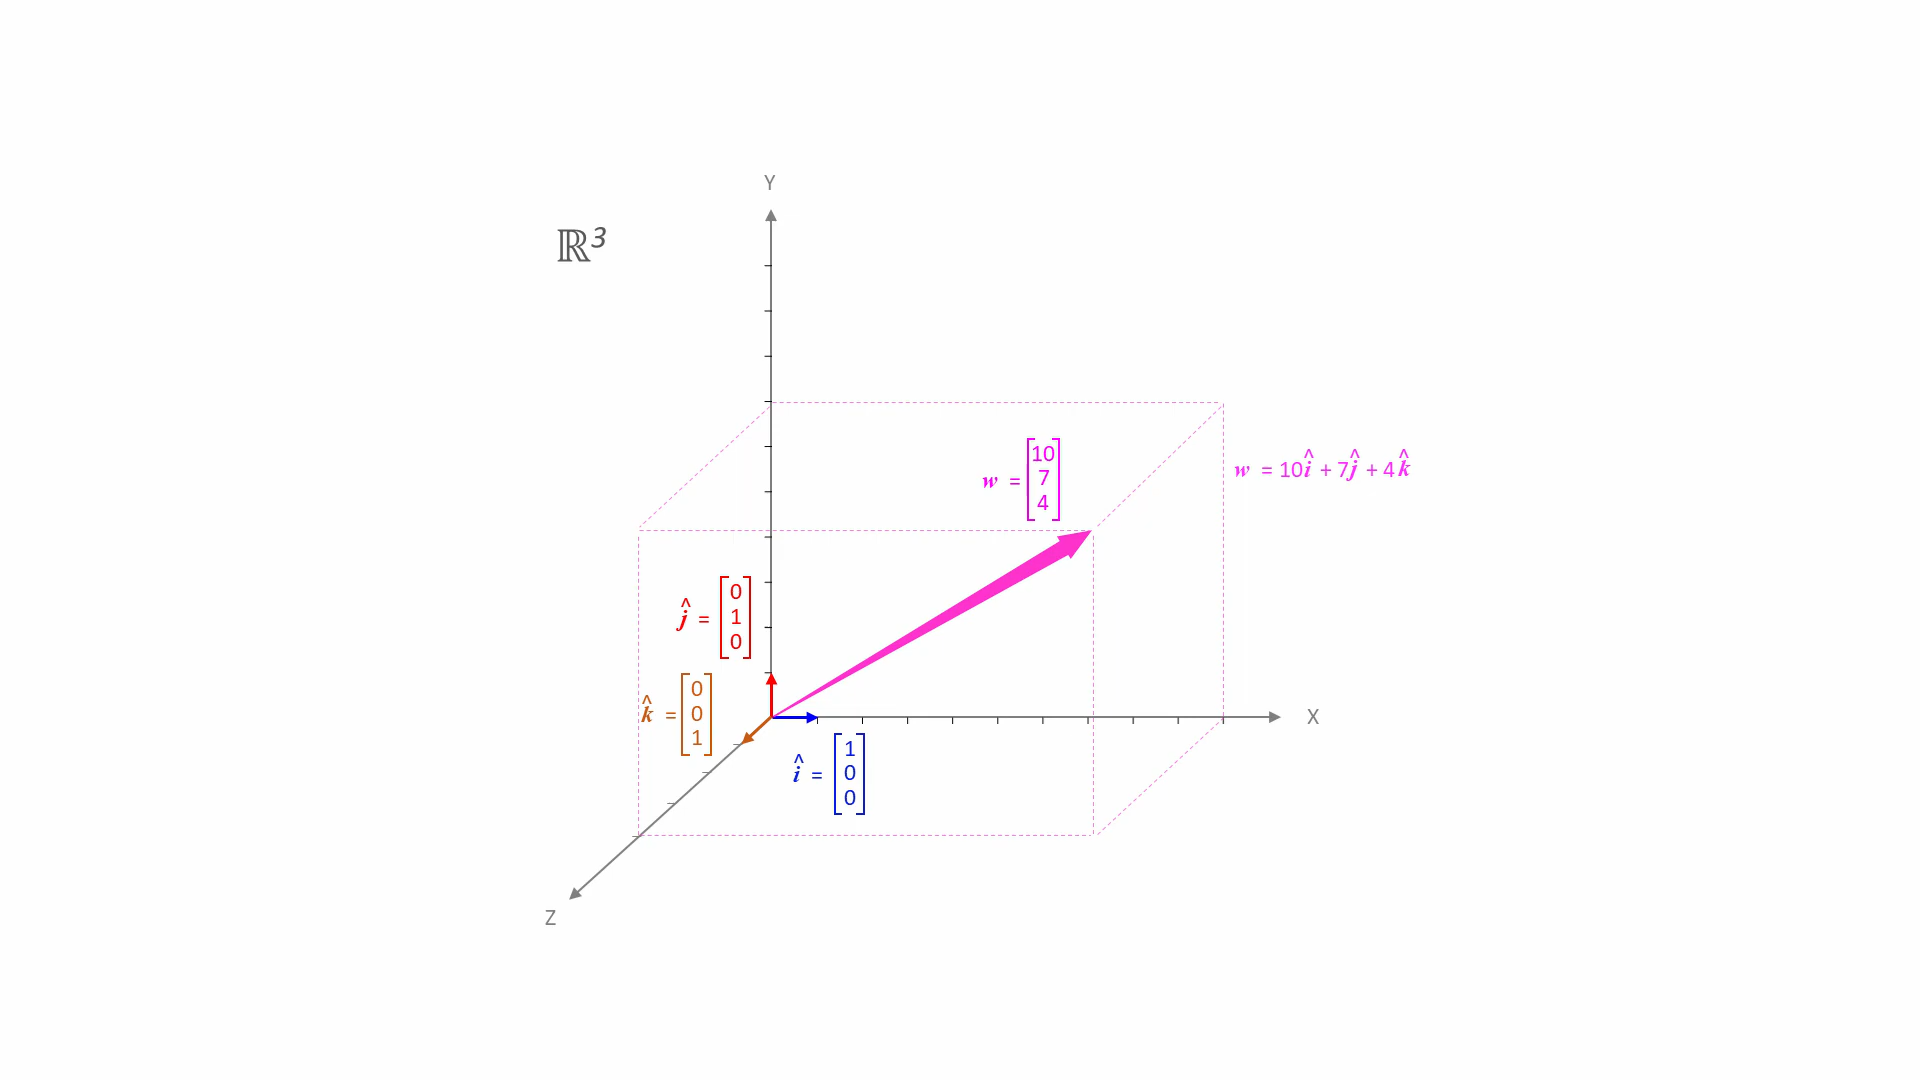 Y
ℝ³
w = [10 7 4]
w = 10î + 7ĵ + 4k̂
ĵ = [0 1 0]
k̂ = [0 0 1]
X
î = [1 0 0]
Z